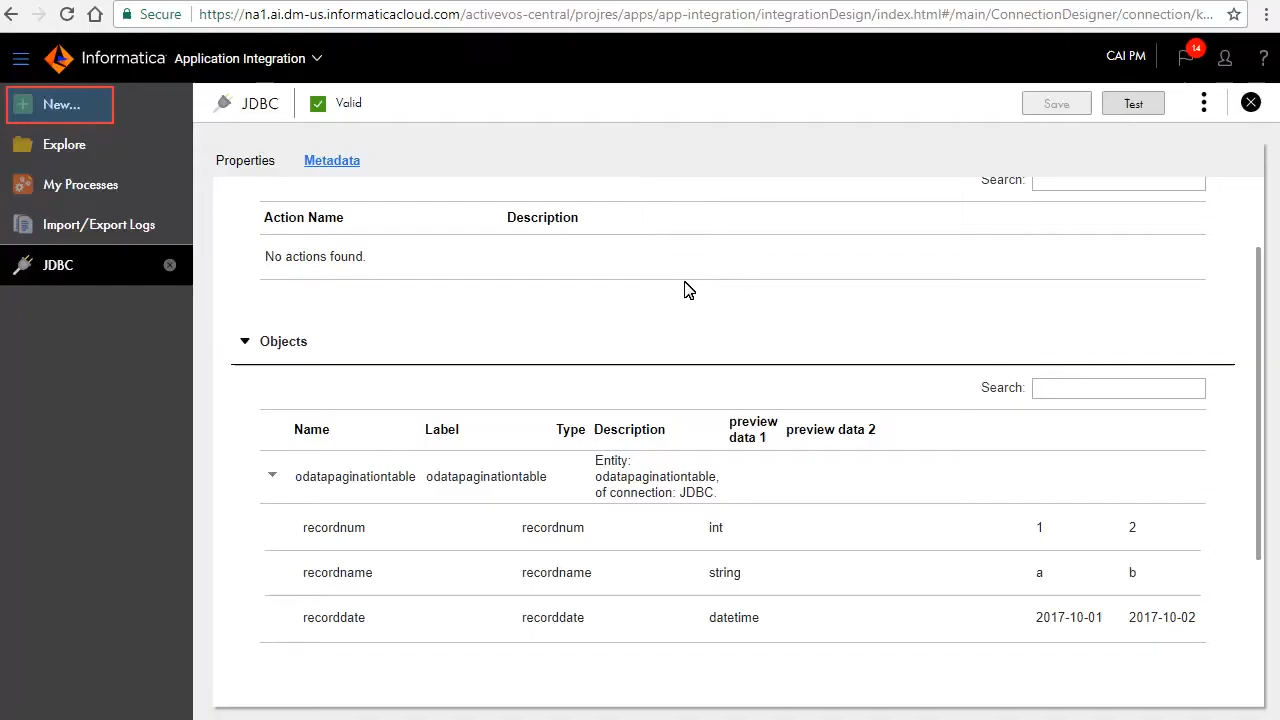 Secure https://na1.ai.dm-us.informaticacloud.com/activevos-central/projres/apps/app-integration/integrationDesign/index.html#/main/ConnectionDesigner/connection/k...
Informatica Application Integration CAI PM 14 ?
New... JDBC Valid Save Test
Explore
My Processes
Import/Export Logs
JDBC
Properties Metadata
Search:
Action Name Description
No actions found.
Objects
Search:
Name Label Type Description preview data 1 preview data 2
odatapaginationtable odatapaginationtable Entity:
odatapaginationtable,
of connection: JDBC.
recordnum recordnum int 1 2
recordname recordname string a b
recorddate recorddate datetime 2017-10-01 2017-10-02